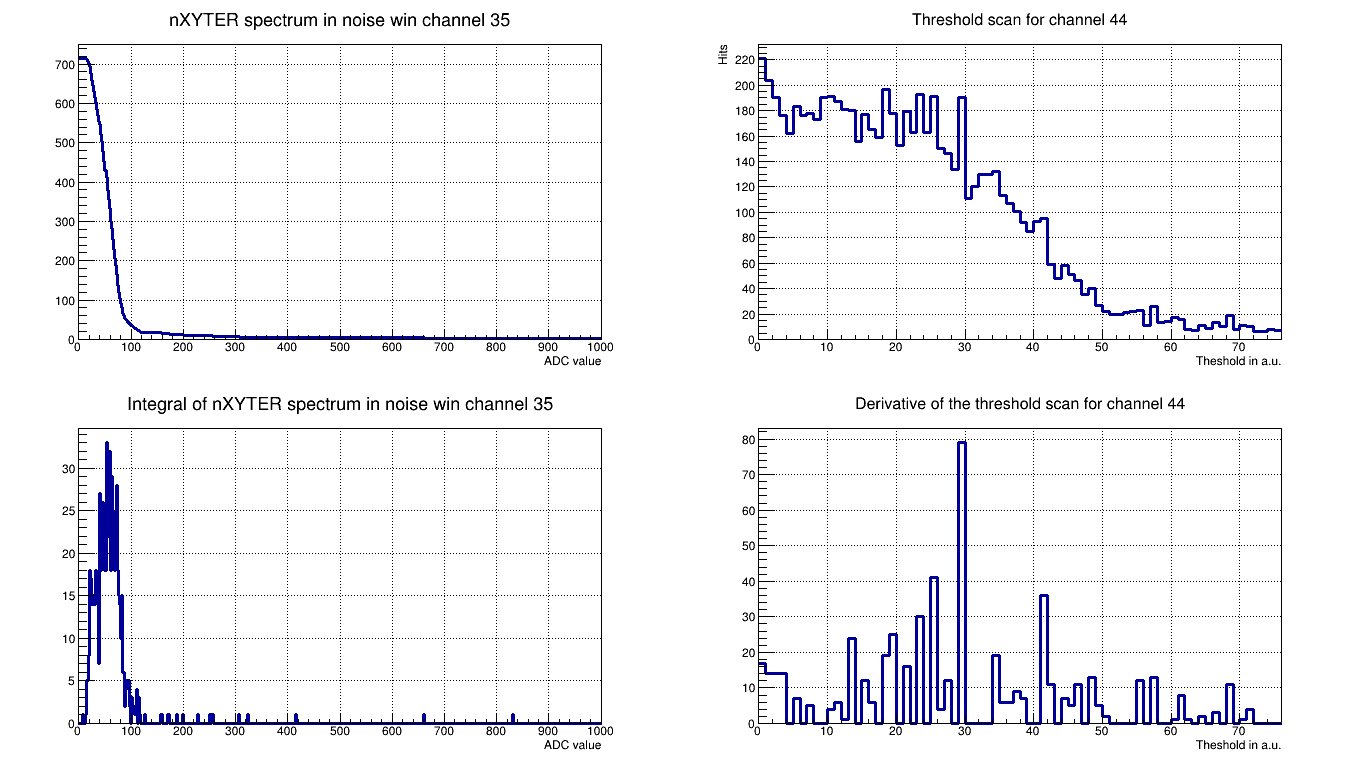 nXYTER spectrum in noise win channel 35
700
600
500
400
300
200
100
0
0 100 200 300 400 500 600 700 800 900 1000
ADC value
Threshold scan for channel 44
Hits
220
200
180
160
140
120
100
80
60
40
20
0
0 10 20 30 40 50 60 70
Theshold in a.u.
Integral of nXYTER spectrum in noise win channel 35
30
25
20
15
10
5
0
0 100 200 300 400 500 600 700 800 900 1000
ADC value
Derivative of the threshold scan for channel 44
80
70
60
50
40
30
20
10
0
0 10 20 30 40 50 60 70
Theshold in a.u.